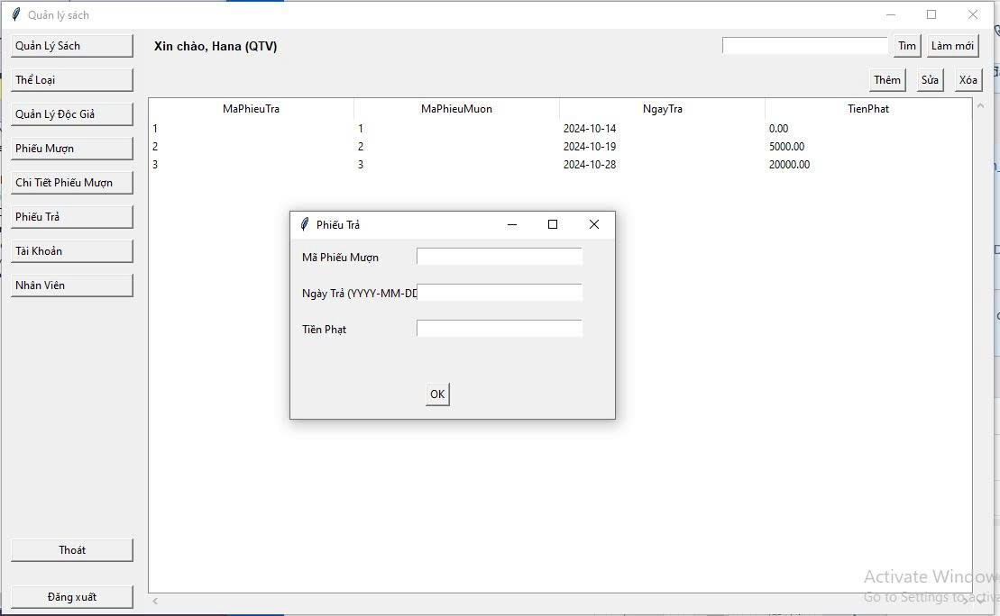 Quản lý sách
Quản Lý Sách
Xin chào, Hana (QTV)
Tìm
Làm mới
Thể Loại
Thêm
Sửa
Xóa
Quản Lý Độc Giả
Phiếu Mượn
Chi Tiết Phiếu Mượn
Phiếu Trả
Tài Khoản
Nhân Viên
Thoát
Đăng xuất
MaPhieuTra MaPhieuMuon NgayTra TienPhat
1 1 2024-10-14 0.00
2 2 2024-10-19 5000.00
3 3 2024-10-28 20000.00
Phiếu Trả
Mã Phiếu Mượn
Ngày Trả (YYYY-MM-DD
Tiền Phạt
OK
Activate Window
Go to Settings to activa